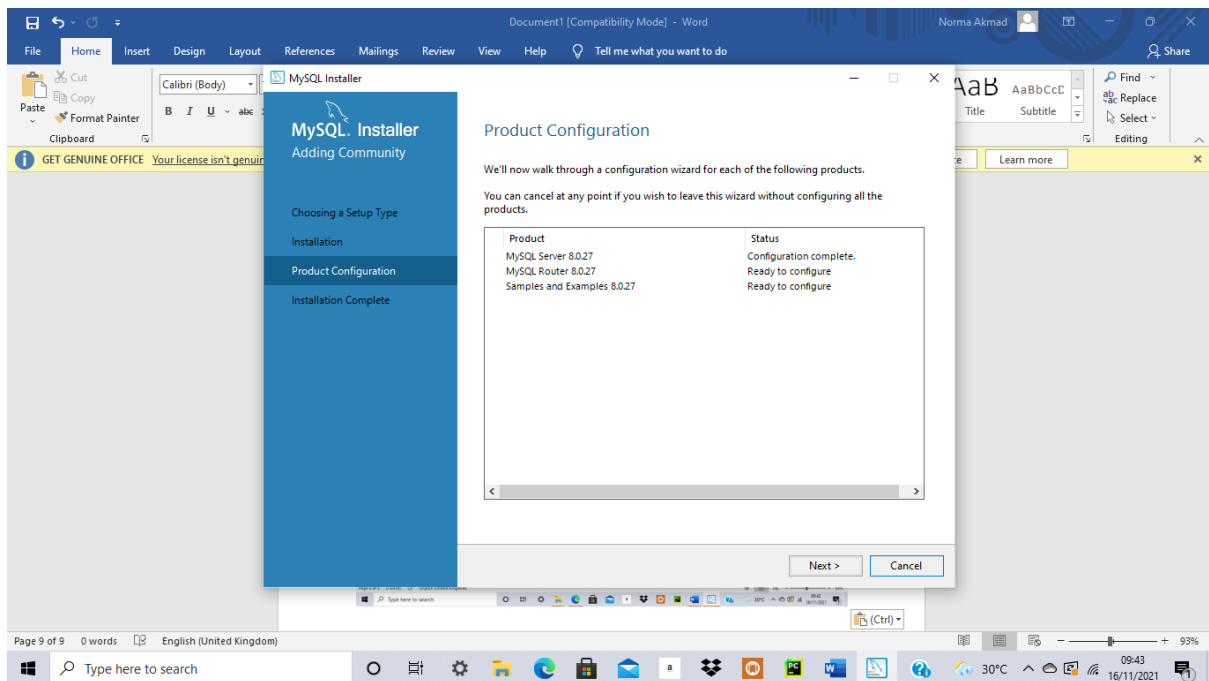 Document1 [Compatibility Mode] - Word
Norma Akmad
File Home Insert Design Layout References Mailings Review View Help Tell me what you want to do Share
Paste
Cut
Copy
Format Painter
Clipboard
Calibri (Body)
B I U abc
AaB
Title
AaBbCcD
Subtitle
Find
Replace
Select
Editing
GET GENUINE OFFICE Your license isn't
Learn more
MySQL Installer
MySQL. Installer
Adding Community
Choosing a Setup Type
Installation
Product Configuration
Installation Complete
Product Configuration
We'll now walk through a configuration wizard for each of the following products.
You can cancel at any point if you wish to leave this wizard without configuring all the
products.
Product Status
MySQL Server 8.0.27 Configuration complete.
MySQL Router 8.0.27 Ready to configure
Samples and Examples 8.0.27 Ready to configure
Next > Cancel
Type here to search
(Ctrl)
Page 9 of 9 0 words English (United Kingdom) 93%
Type here to search
30°C
09:43
16/11/2021